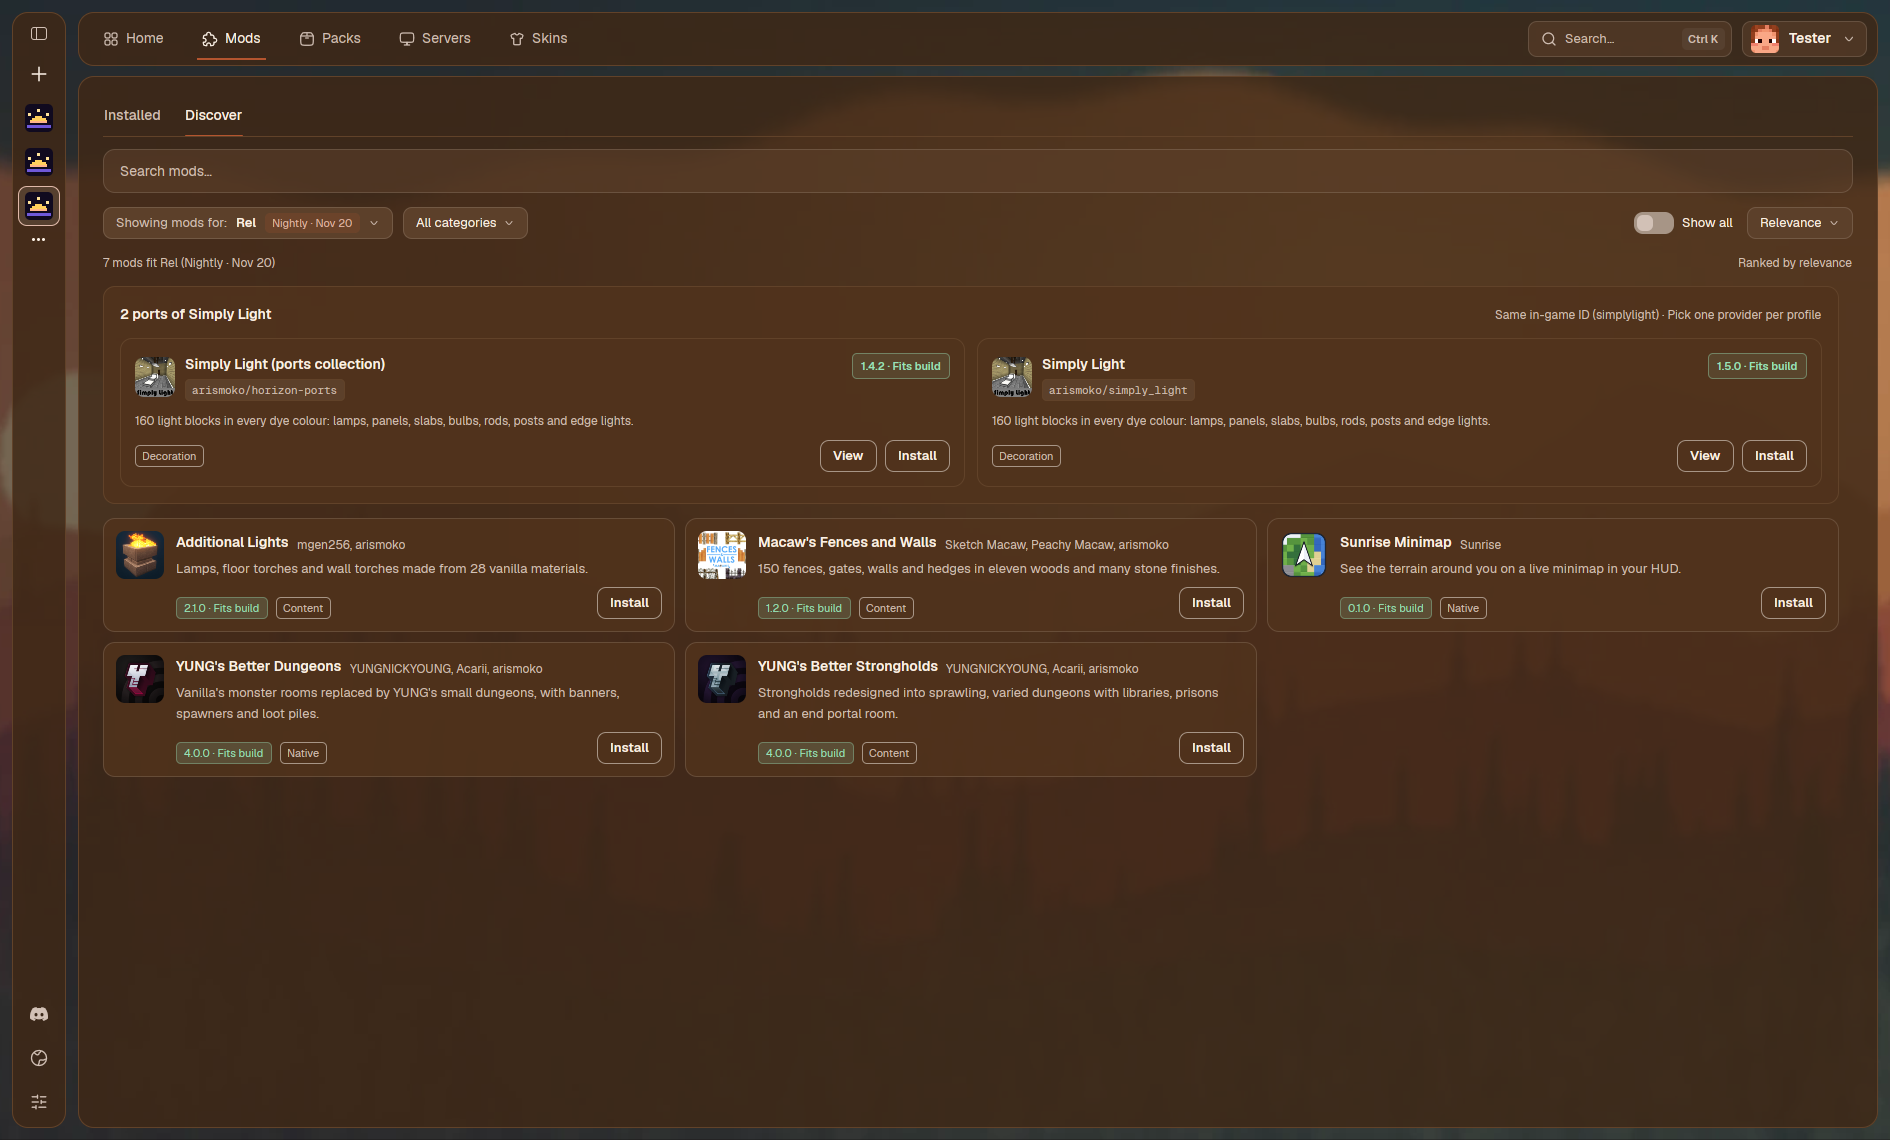 Home
Mods
Packs
Servers
Skins
Search...
Ctrl K
Tester
Installed
Discover
Search mods...
Showing mods for: Rel Nightly · Nov 20
All categories
Show all
Relevance
7 mods fit Rel (Nightly · Nov 20)
Ranked by relevance
2 ports of Simply Light
Same in-game ID (simplylight) · Pick one provider per profile
Simply Light (ports collection)
1.4.2 · Fits build
arismoko/horizon-ports
160 light blocks in every dye colour: lamps, panels, slabs, bulbs, rods, posts and edge lights.
Decoration
View
Install
Simply Light
1.5.0 · Fits build
arismoko/simply_light
160 light blocks in every dye colour: lamps, panels, slabs, bulbs, rods, posts and edge lights.
Decoration
View
Install
Additional Lights mgen256, arismoko
Lamps, floor torches and wall torches made from 28 vanilla materials.
2.1.0 · Fits build
Content
Install
FENCES
WALLS
Macaw's Fences and Walls Sketch Macaw, Peachy Macaw, arismoko
150 fences, gates, walls and hedges in eleven woods and many stone finishes.
1.2.0 · Fits build
Content
Install
Sunrise Minimap Sunrise
See the terrain around you on a live minimap in your HUD.
0.1.0 · Fits build
Native
Install
YUNG's Better Dungeons YUNGNICKYOUNG, Acarii, arismoko
Vanilla's monster rooms replaced by YUNG's small dungeons, with banners,
spawners and loot piles.
4.0.0 · Fits build
Native
Install
YUNG's Better Strongholds YUNGNICKYOUNG, Acarii, arismoko
Strongholds redesigned into sprawling, varied dungeons with libraries, prisons
and an end portal room.
4.0.0 · Fits build
Content
Install